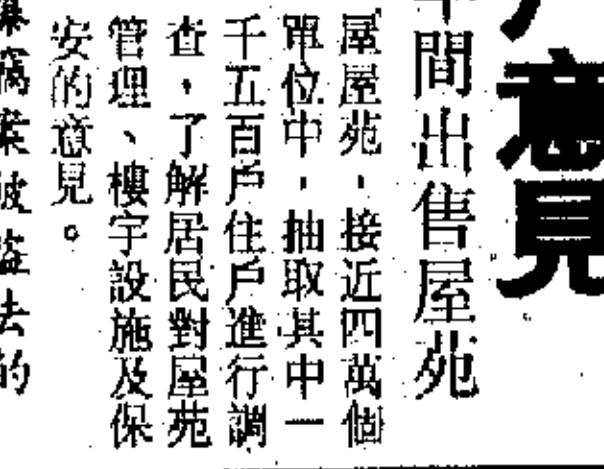 意見
間出售屋苑
屋屋苑，接近四萬個
單位中，抽取其中一
千五百戶住戶進行調
查，了解居民對屋苑
管理、樓宇設施及保
安的意見。
竊案破盜去的